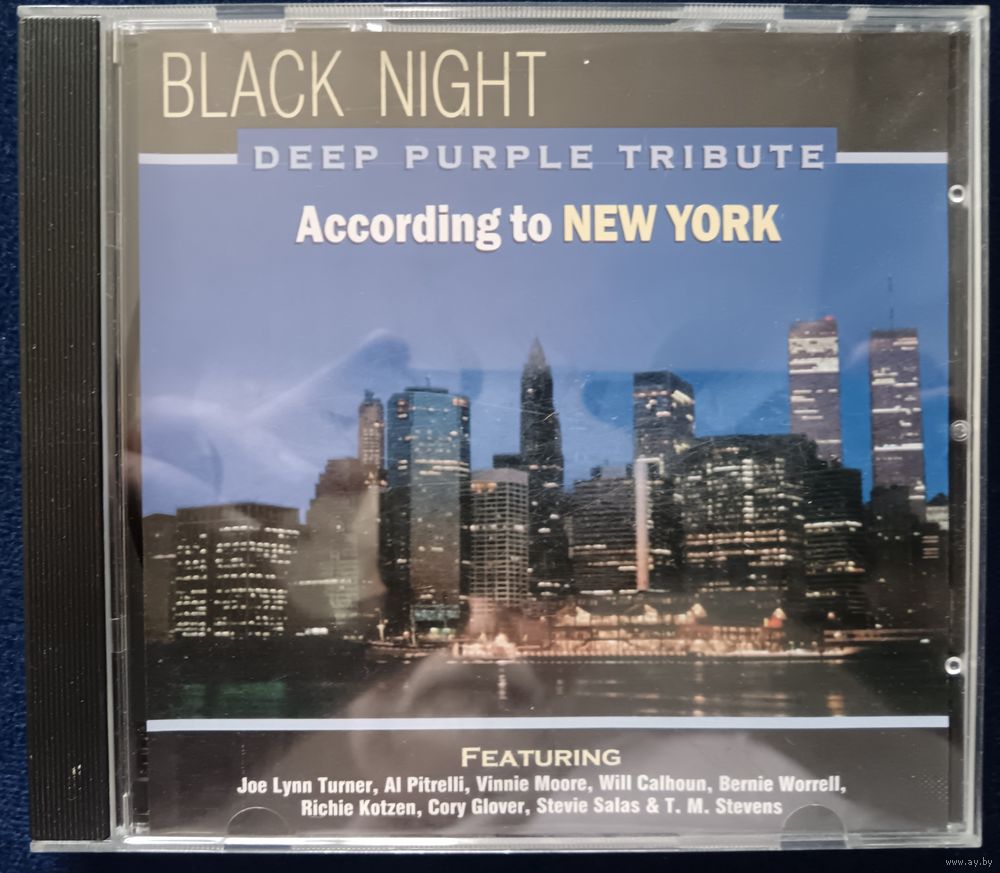 BLACK NIGHT
DEEP PURPLE TRIBUTE
According to NEW YORK
FEATURING
Joe Lynn Turner, Al Pitrelli, Vinnie Moore, Will Calhoun, Bernie Worrell,
Richie Kotzen, Cory Glover, Stevie Salas & T. M. Stevens
www.ay.by